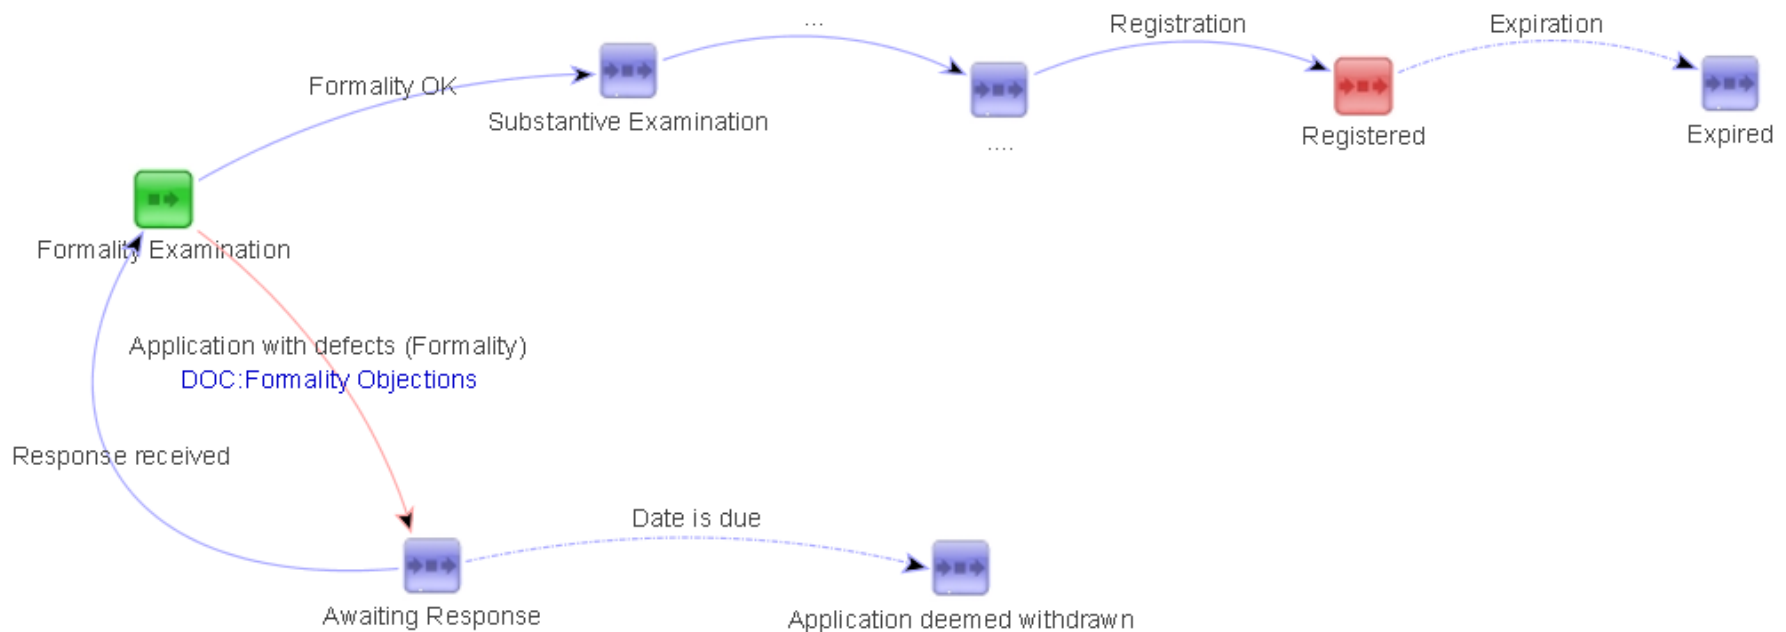 ...
Registration
Expiration
Formality OK
Substantive Examination
....
Registered
Expired
Formality Examination
Application with defects (Formality)
DOC:Formality Objections
Response received
Date is due
Awaiting Response
Application deemed withdrawn